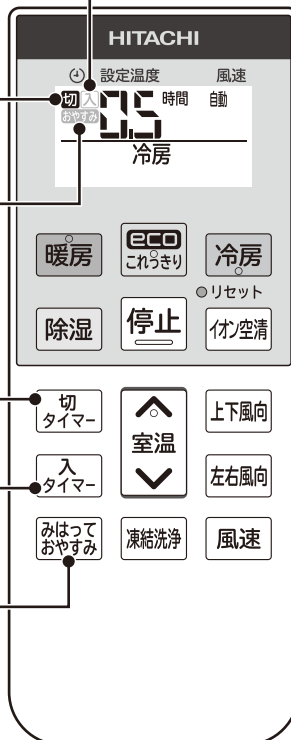 HITACHI
設定温度 風速
切 入 0.5 時間 自動
おやすみ
冷房
暖房 eco これっきり 冷房
リセット
除湿 停止 イオン空清
切タイマー 室温 上下風向
入タイマー 左右風向
みはっておやすみ 凍結洗浄 風速